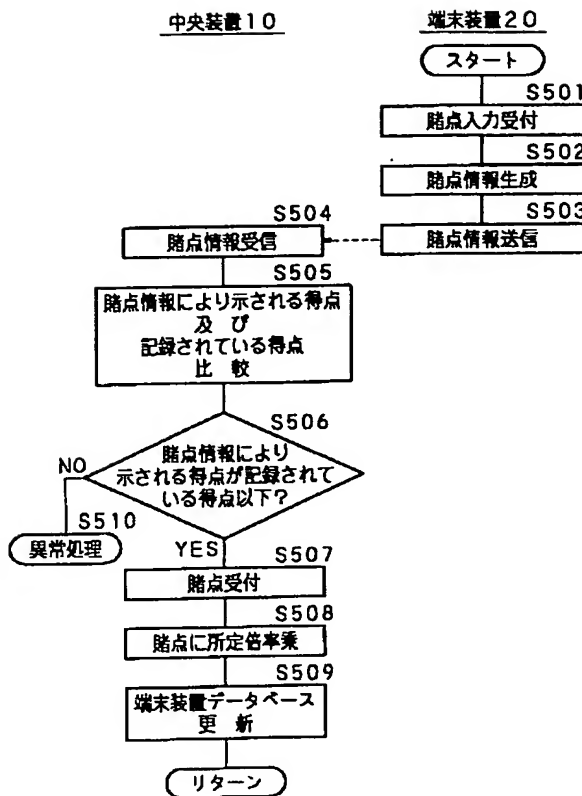 中央装置10
端末装置20
スタート
S501
賭点入力受付
S502
賭点情報生成
S503
賭点情報送信
S504
賭点情報受信
S505
賭点情報により示される得点
及び
記録されている得点
比較
S506
賭点情報により
示される得点が記録されて
いる得点以下?
NO
S510
異常処理
YES
S507
賭点受付
S508
賭点に所定倍率乗
S509
端末装置データベース
更新
リターン